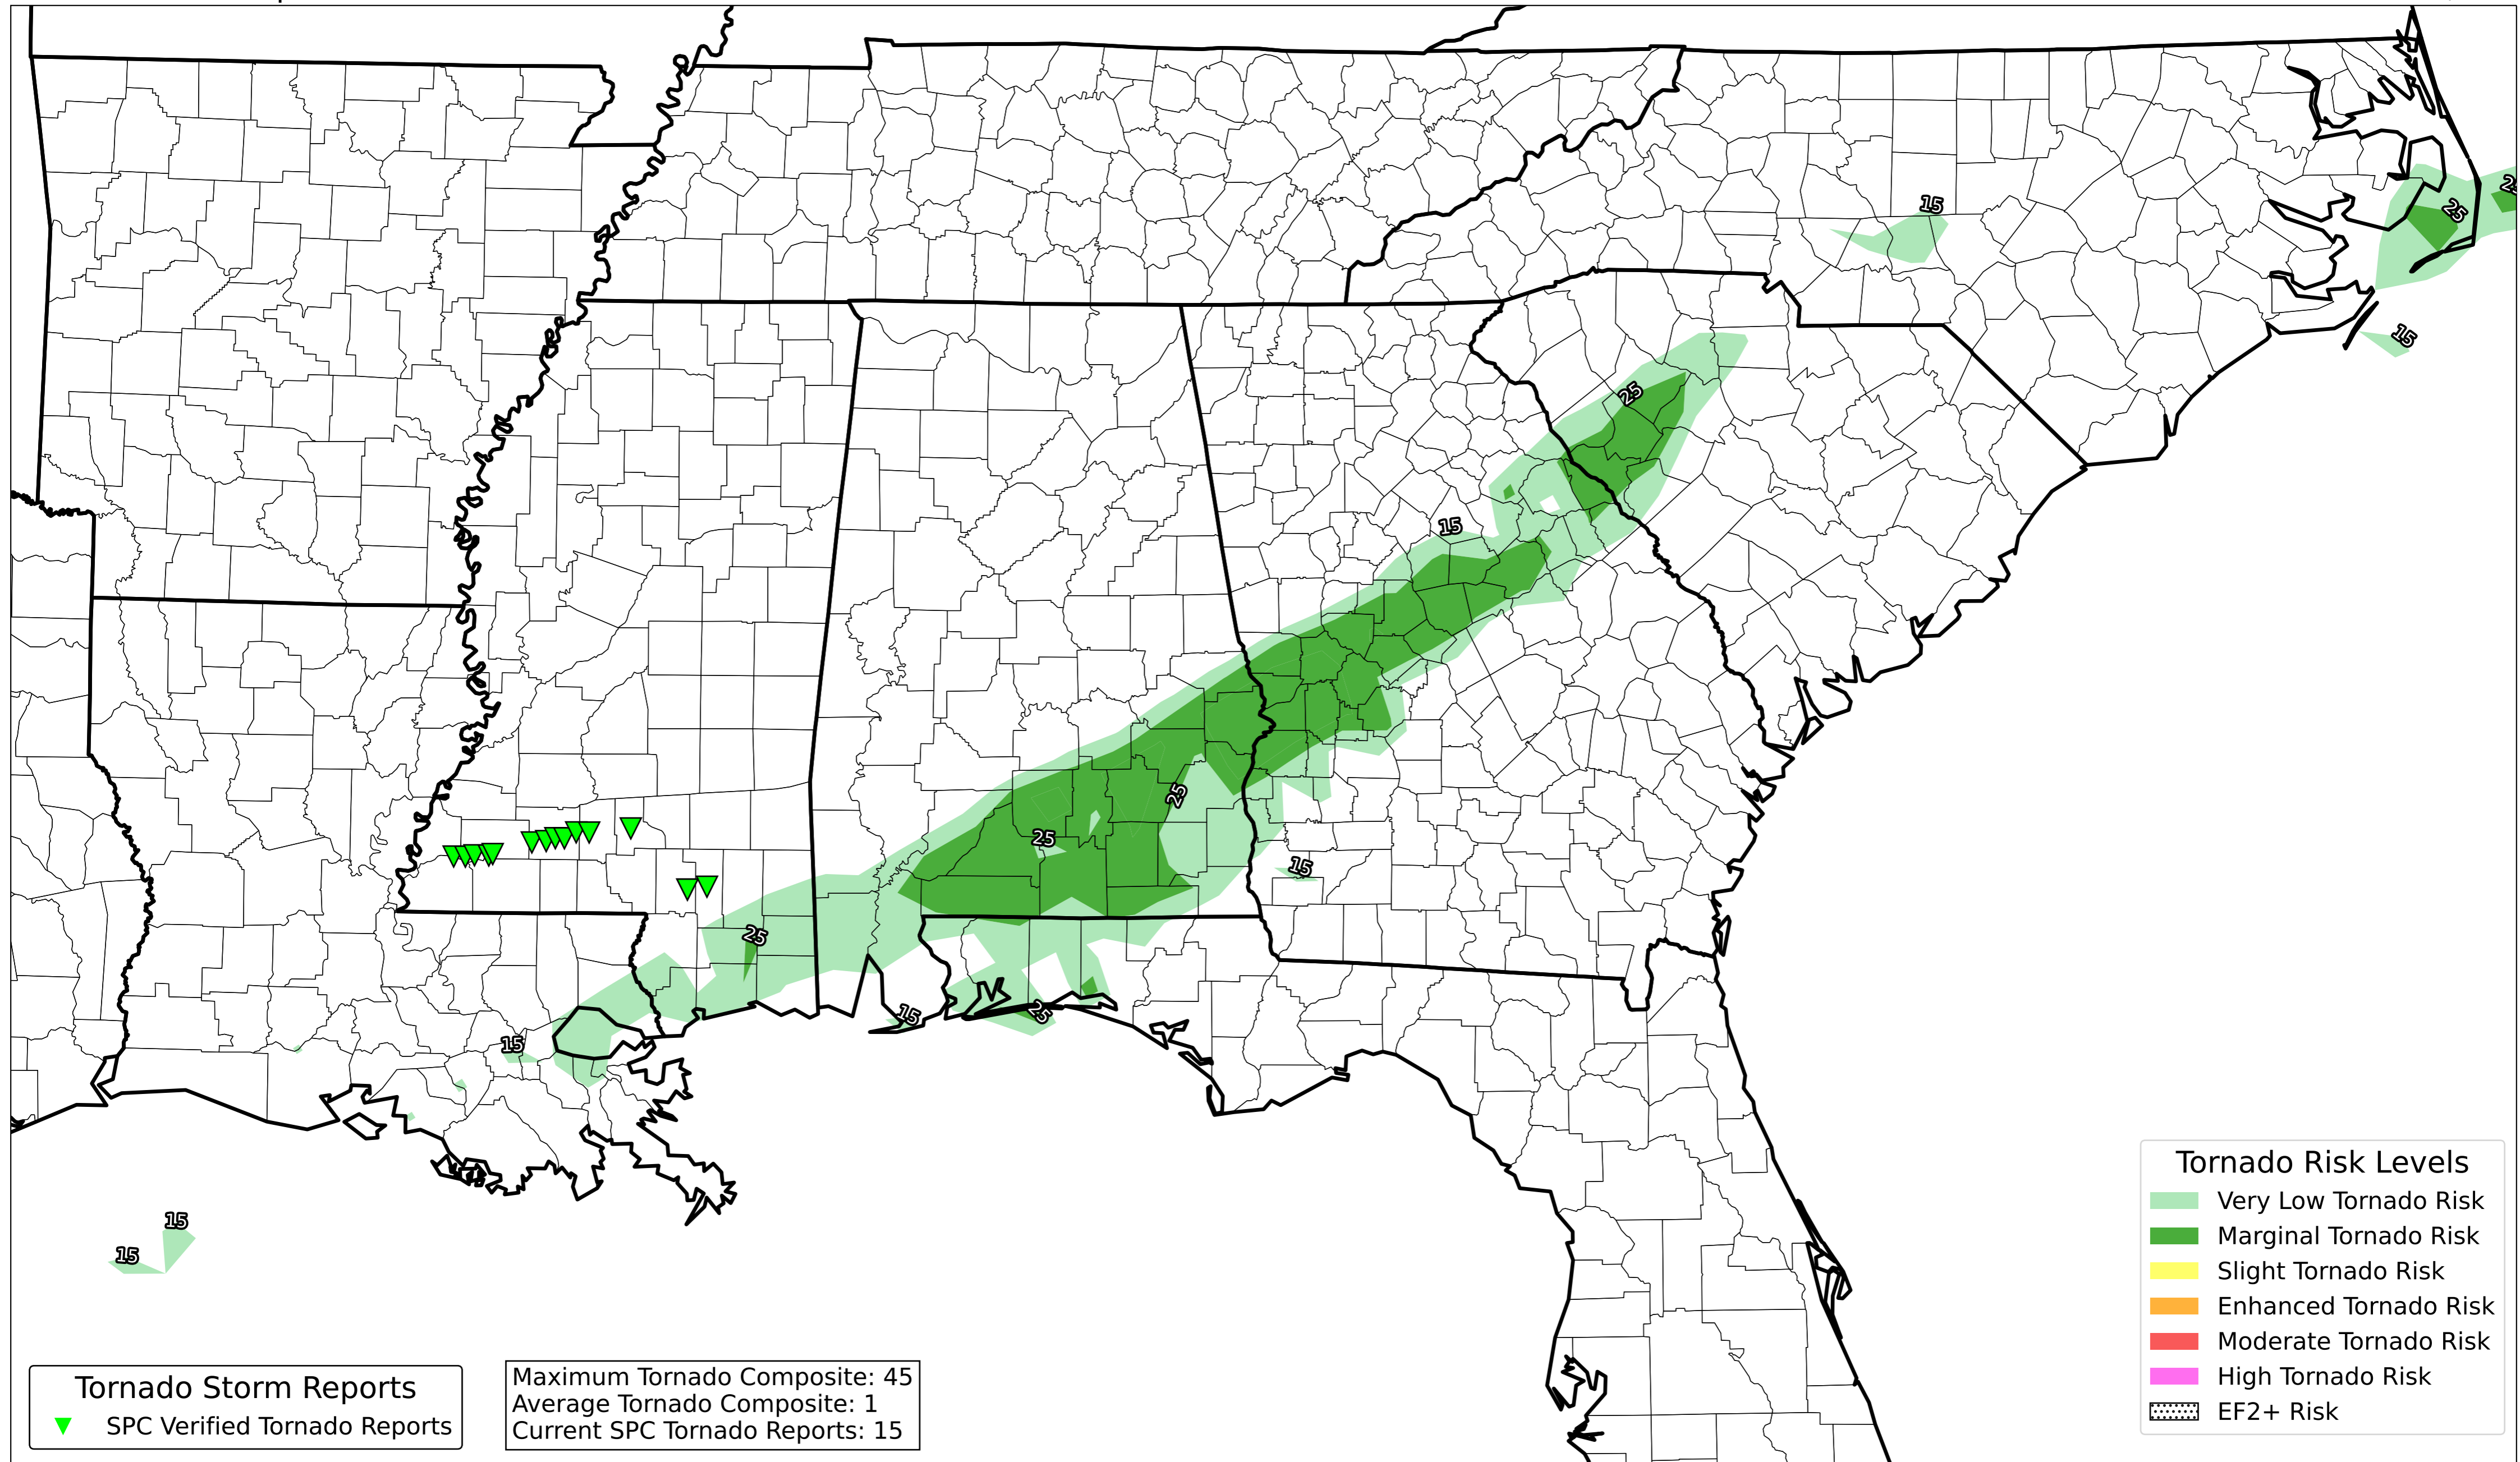 15
25
25
15
25
15
25
25
15
25
15
25
15
15
15
Tornado Risk Levels
Very Low Tornado Risk
Marginal Tornado Risk
Slight Tornado Risk
Enhanced Tornado Risk
Moderate Tornado Risk
High Tornado Risk
EF2+ Risk
Tornado Storm Reports
SPC Verified Tornado Reports
Maximum Tornado Composite: 45
Average Tornado Composite: 1
Current SPC Tornado Reports: 15